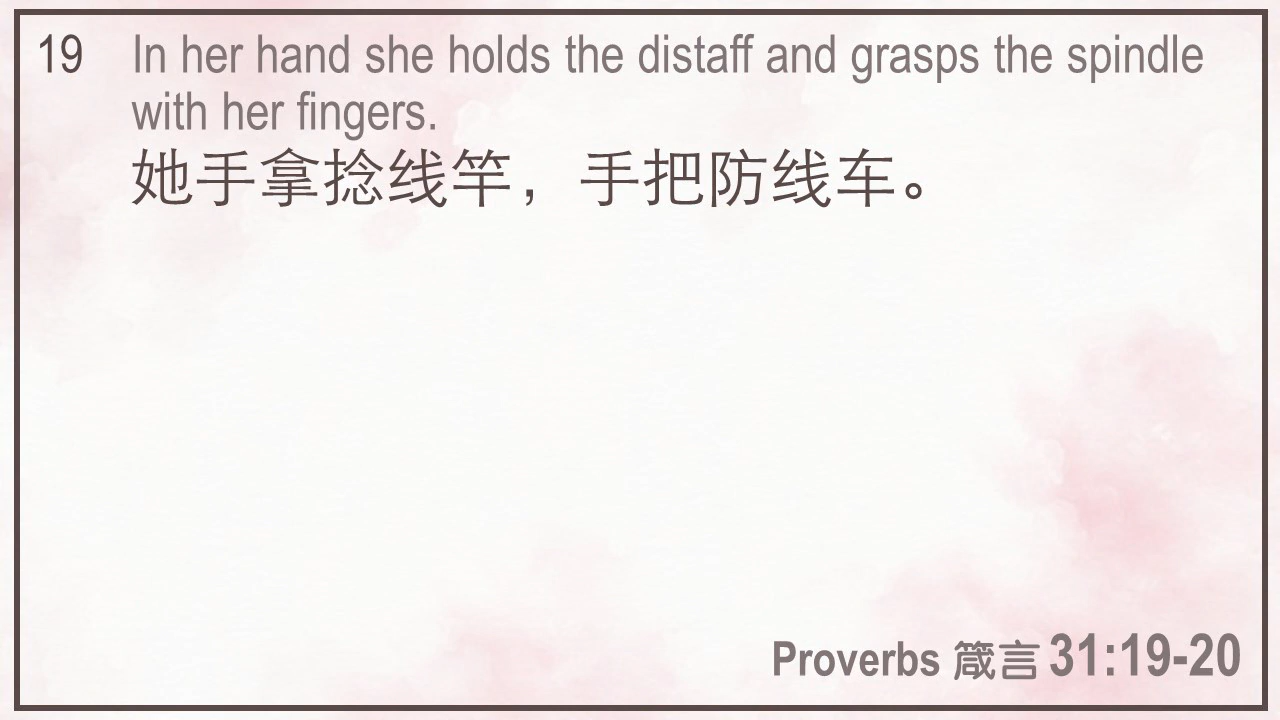 19 In her hand she holds the distaff and grasps the spindle
with her fingers.
她手拿捻线竿，手把防线车。
Proverbs 箴言 31:19-20